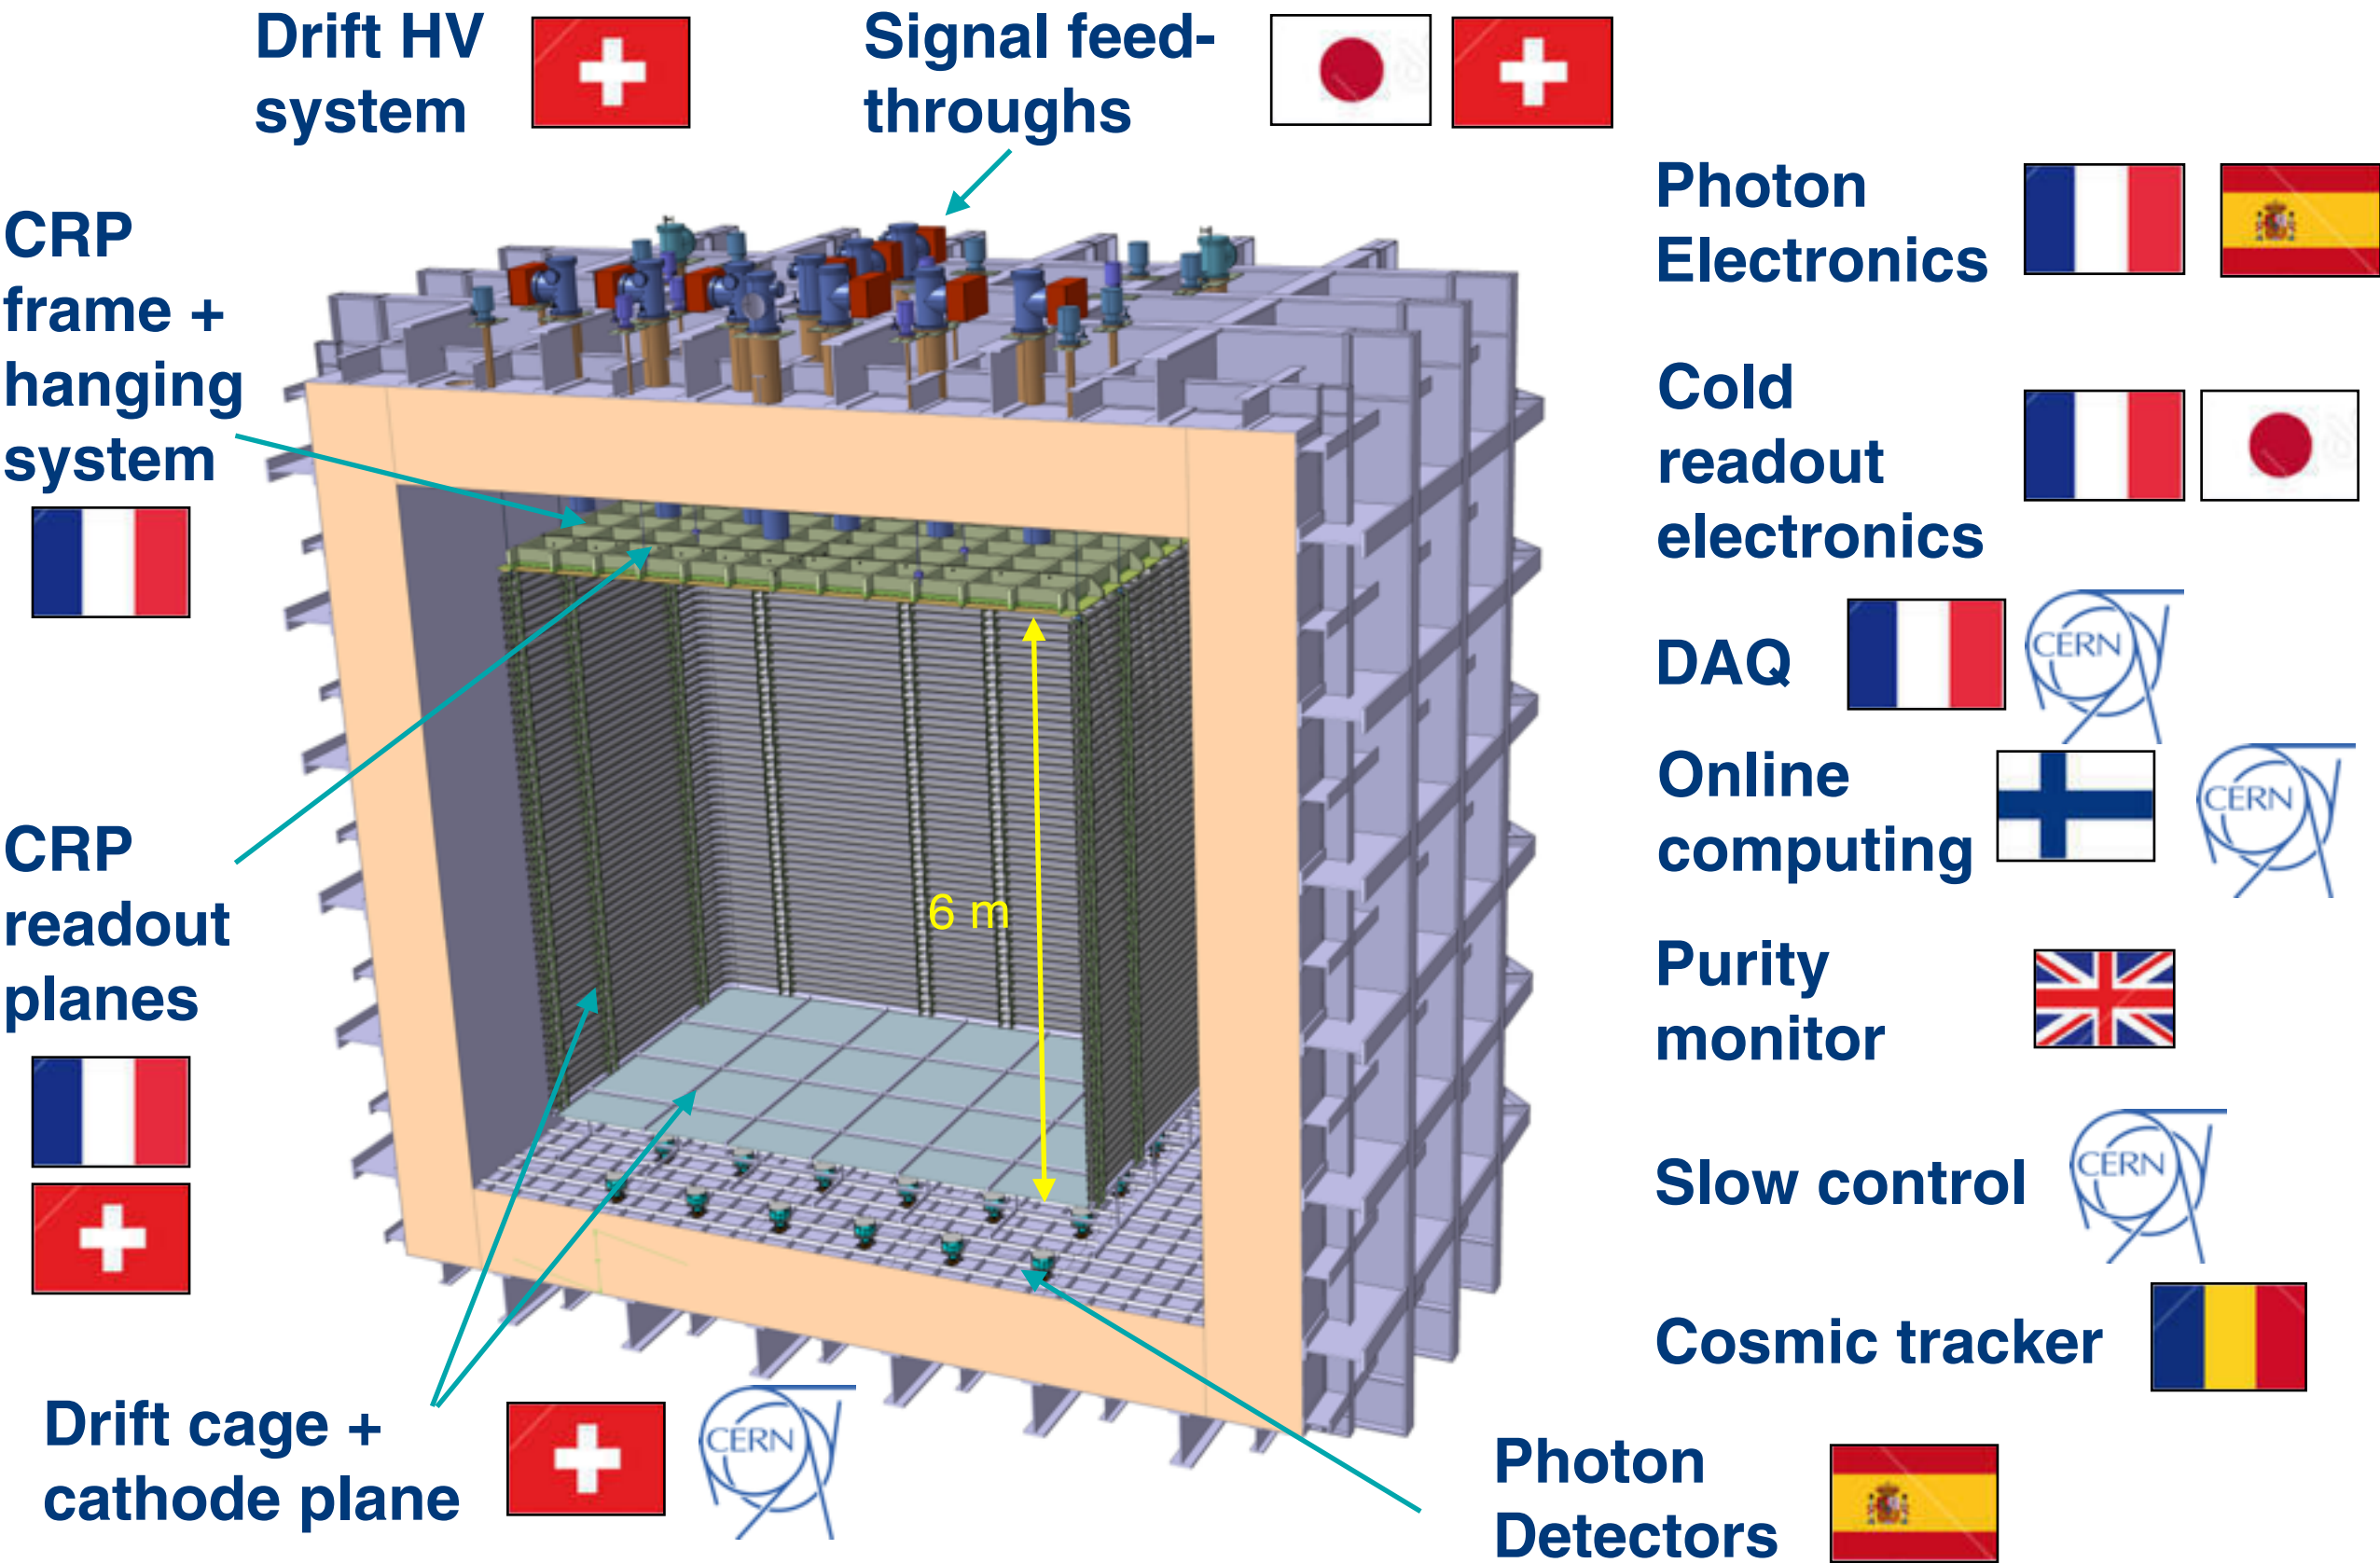 Drift HV
system
Signal feed-
throughs
CRP
frame +
hanging
system
CRP
readout
planes
Drift cage +
cathode plane
CERN
6 m
Photon
Electronics
Cold
readout
electronics
DAQ
CERN
Online
computing
CERN
Purity
monitor
Slow control
CERN
Cosmic tracker
Photon
Detectors